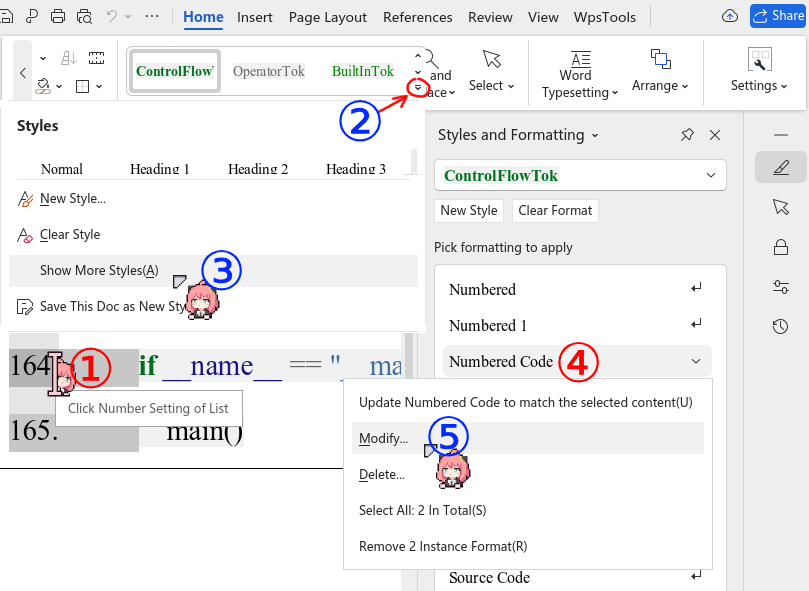 Home Insert Page Layout References Review View WpsTools Share
ControlFlow OperatorTok BuiltInTok and Select Word Arrange Settings
Typesetting
②
Styles
Normal Heading 1 Heading 2 Heading 3
New Style...
Clear Style
Show More Styles(A)
③
Save This Doc as New Sty
164 ① if __name__ == "__ma
Click Number Setting of List
165. main()
Styles and Formatting
ControlFlowTok
New Style Clear Format
Pick formatting to apply
Numbered
Numbered 1
Numbered Code ④
Update Numbered Code to match the selected content(U)
Modify... ⑤
Delete...
Select All: 2 In Total(S)
Remove 2 Instance Format(R)
Source Code